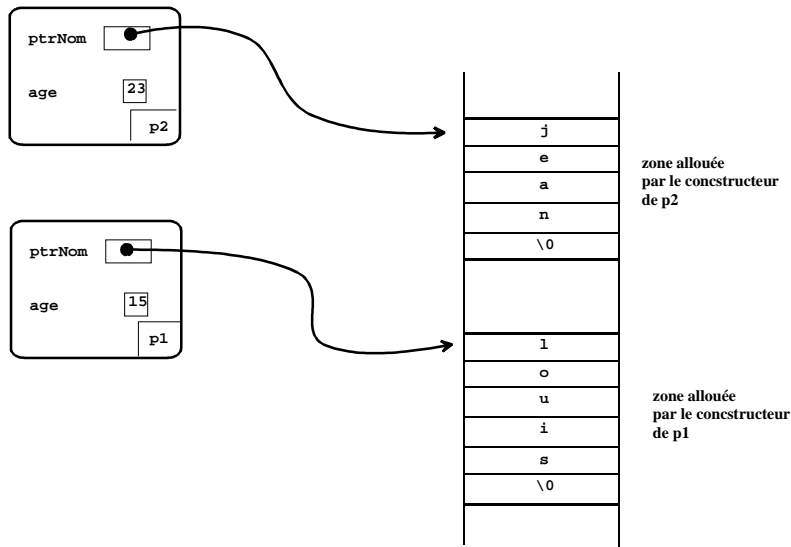 ptrNom
age 23
p2
ptrNom
age 15
p1
j
e
a
n
\0
zone allouée
par le concstructeur
de p2
l
o
u
i
s
\0
zone allouée
par le concstructeur
de p1